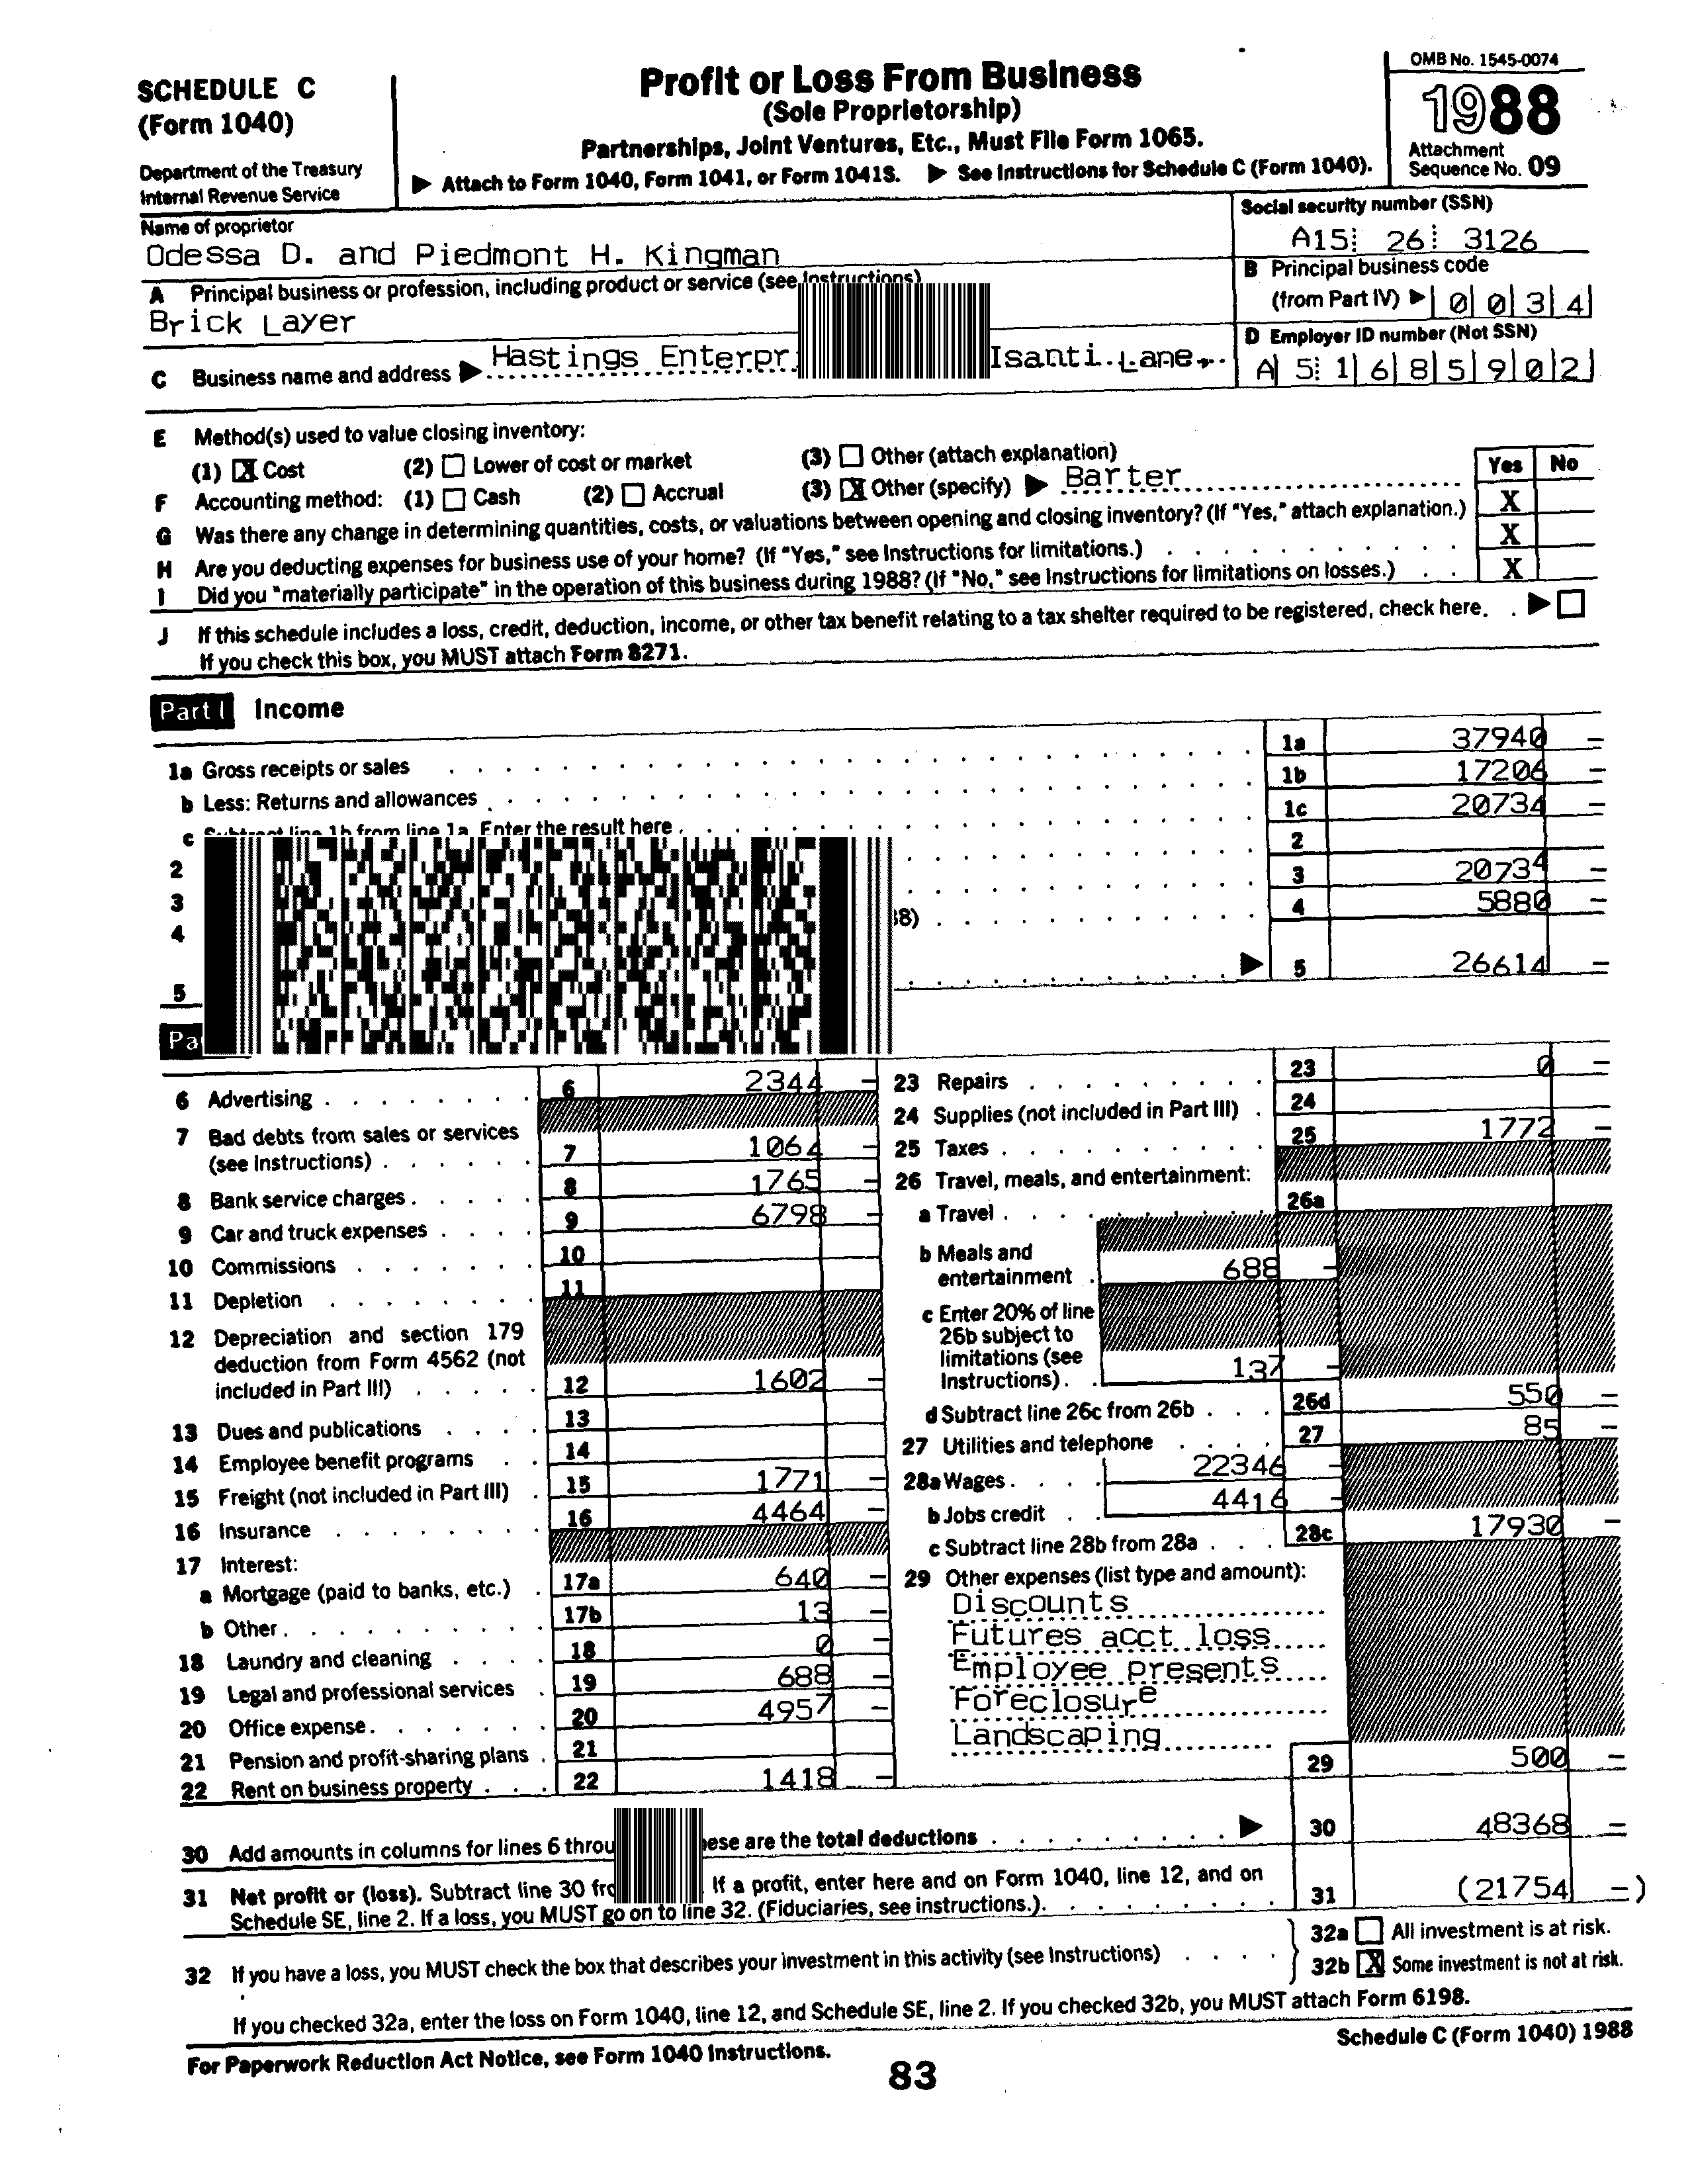 SCHEDULE C
(Form 1040)
Department of the Treasury
Internal Revenue Service
Profit or Loss From Business
(Sole Proprietorship)
Partnerships, Joint Ventures, Etc., Must File Form 1065.
▶ Attach to Form 1040, Form 1041, or Form 1041S. ▶ See Instructions for Schedule C (Form 1040).
OMB No. 1545-0074
1988
Attachment
Sequence No. 09
Name of proprietor
Odessa D. and Piedmont H. Kingman
Social security number (SSN)
A15 26 3126
A Principal business or profession, including product or service (see Instructions)
Brick Layer
B Principal business code
(from Part IV) ▶ 0 0 3 4
C Business name and address ▶ Hastings Enterpr Isanti Lane,
D Employer ID number (Not SSN)
A 5 1 6 8 5 9 0 2
E Method(s) used to value closing inventory:
(1) X Cost (2) Lower of cost or market (3) Other (attach explanation)
F Accounting method: (1) Cash (2) Accrual (3) X Other (specify) ▶ Barter
Yes No
G Was there any change in determining quantities, costs, or valuations between opening and closing inventory? (If "Yes," attach explanation.) X
H Are you deducting expenses for business use of your home? (If "Yes," see Instructions for limitations.) X
I Did you "materially participate" in the operation of this business during 1988? (If "No," see Instructions for limitations on losses.) X
J If this schedule includes a loss, credit, deduction, income, or other tax benefit relating to a tax shelter required to be registered, check here. ▶
If you check this box, you MUST attach Form 8271.
Part I Income
1a Gross receipts or sales 1a 37940 –
b Less: Returns and allowances 1b 17206 –
c Subtract line 1b from line 1a. Enter the result here 1c 20734 –
2 2
3 3 20734 –
4 88) 4 5880 –
5 ▶ 5 26614 –
Pa
6 Advertising 6 2344 –
7 Bad debts from sales or services
(see Instructions) 7 1064 –
8 Bank service charges 8 1765 –
9 Car and truck expenses 9 6798 –
10 Commissions 10
11 Depletion 11
12 Depreciation and section 179
deduction from Form 4562 (not
included in Part III) 12 1602 –
13 Dues and publications 13
14 Employee benefit programs 14
15 Freight (not included in Part III) 15 1771 –
16 Insurance 16 4464 –
17 Interest:
a Mortgage (paid to banks, etc.) 17a 640 –
b Other 17b 13 –
18 Laundry and cleaning 18 0 –
19 Legal and professional services 19 688 –
20 Office expense 20 4957 –
21 Pension and profit-sharing plans 21
22 Rent on business property 22 1418 –
23 Repairs 23 0 –
24 Supplies (not included in Part III) 24
25 Taxes 25 1772 –
26 Travel, meals, and entertainment:
a Travel 26a
b Meals and
entertainment 688 –
c Enter 20% of line
26b subject to
limitations (see
Instructions) 137 –
d Subtract line 26c from 26b 26d 550 –
27 Utilities and telephone 27 85 –
28a Wages 22346 –
b Jobs credit 4416 –
c Subtract line 28b from 28a 28c 17930 –
29 Other expenses (list type and amount):
Discounts
Futures acct loss
Employee presents
Foreclosure
Landscaping
29 500 –
30 Add amounts in columns for lines 6 throu ese are the total deductions ▶ 30 48368 –
31 Net profit or (loss). Subtract line 30 fro If a profit, enter here and on Form 1040, line 12, and on
Schedule SE, line 2. If a loss, you MUST go on to line 32. (Fiduciaries, see instructions.) 31 (21754 –)
32 If you have a loss, you MUST check the box that describes your investment in this activity (see Instructions)
32a All investment is at risk.
32b X Some investment is not at risk.
If you checked 32a, enter the loss on Form 1040, line 12, and Schedule SE, line 2. If you checked 32b, you MUST attach Form 6198.
For Paperwork Reduction Act Notice, see Form 1040 Instructions.
Schedule C (Form 1040) 1988
83